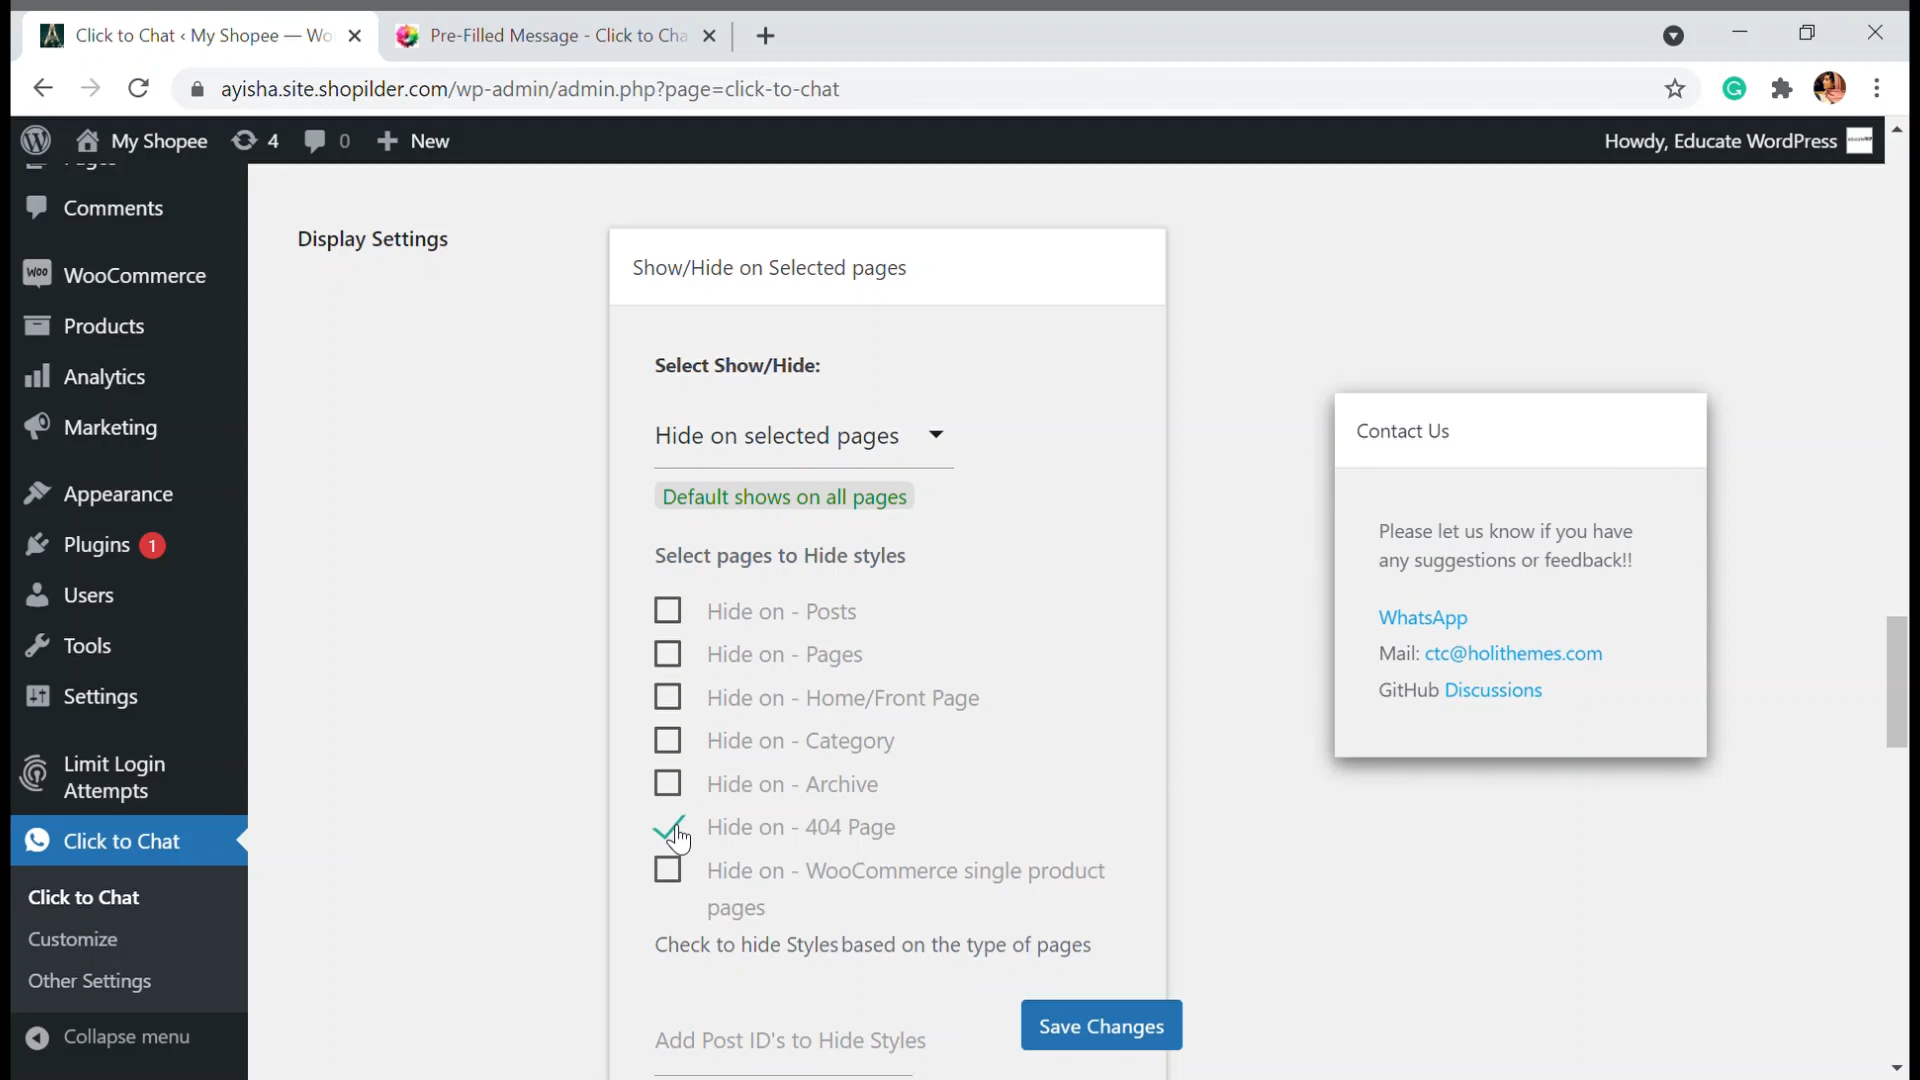 Click to Chat ‹ My Shopee — Wo
Pre-Filled Message - Click to Cha
ayisha.site.shopilder.com/wp-admin/admin.php?page=click-to-chat
My Shopee
4
0
New
Howdy, Educate WordPress
Pages
Comments
WooCommerce
Products
Analytics
Marketing
Appearance
Plugins 1
Users
Tools
Settings
Limit Login
Attempts
Click to Chat
Click to Chat
Customize
Other Settings
Collapse menu
Display Settings
Show/Hide on Selected pages
Select Show/Hide:
Hide on selected pages
Default shows on all pages
Select pages to Hide styles
Hide on - Posts
Hide on - Pages
Hide on - Home/Front Page
Hide on - Category
Hide on - Archive
Hide on - 404 Page
Hide on - WooCommerce single product
pages
Check to hide Styles based on the type of pages
Add Post ID's to Hide Styles
Save Changes
Contact Us
Please let us know if you have
any suggestions or feedback!!
WhatsApp
Mail: ctc@holithemes.com
GitHub Discussions